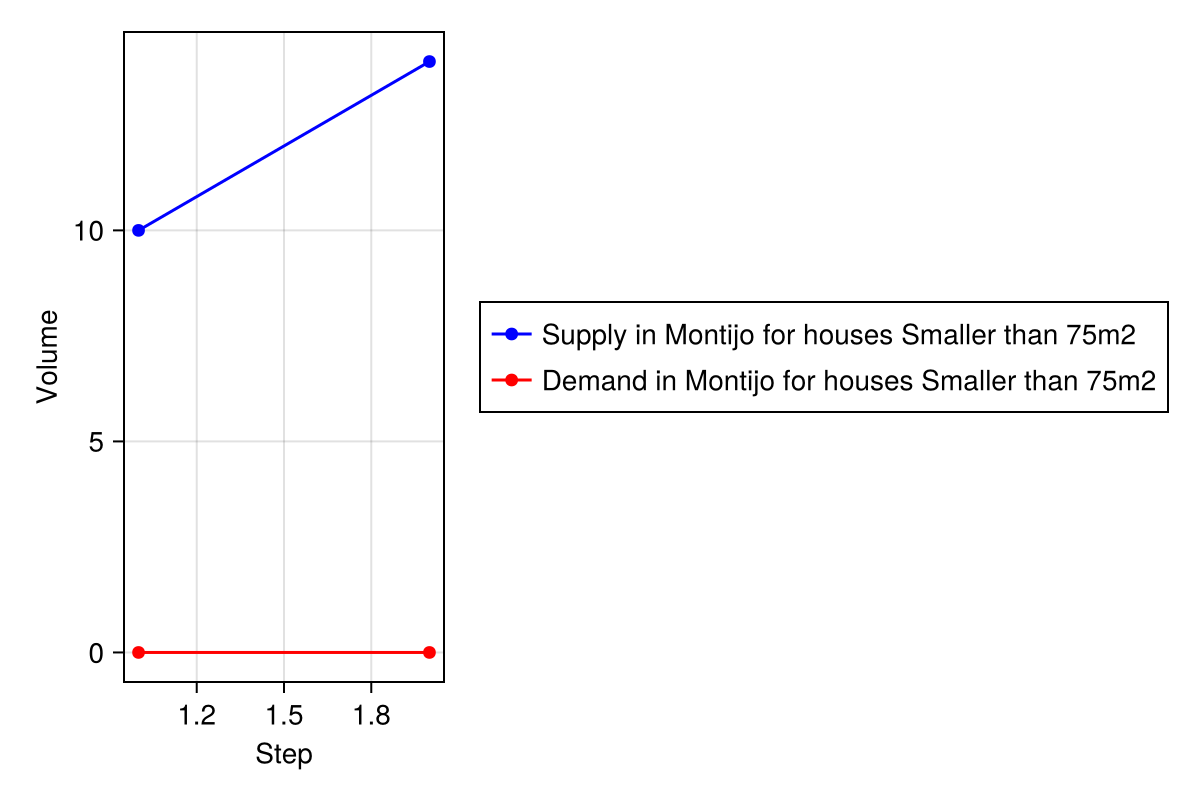 Volume
10
5
0
1.2 1.5 1.8
Step
Supply in Montijo for houses Smaller than 75m2
Demand in Montijo for houses Smaller than 75m2